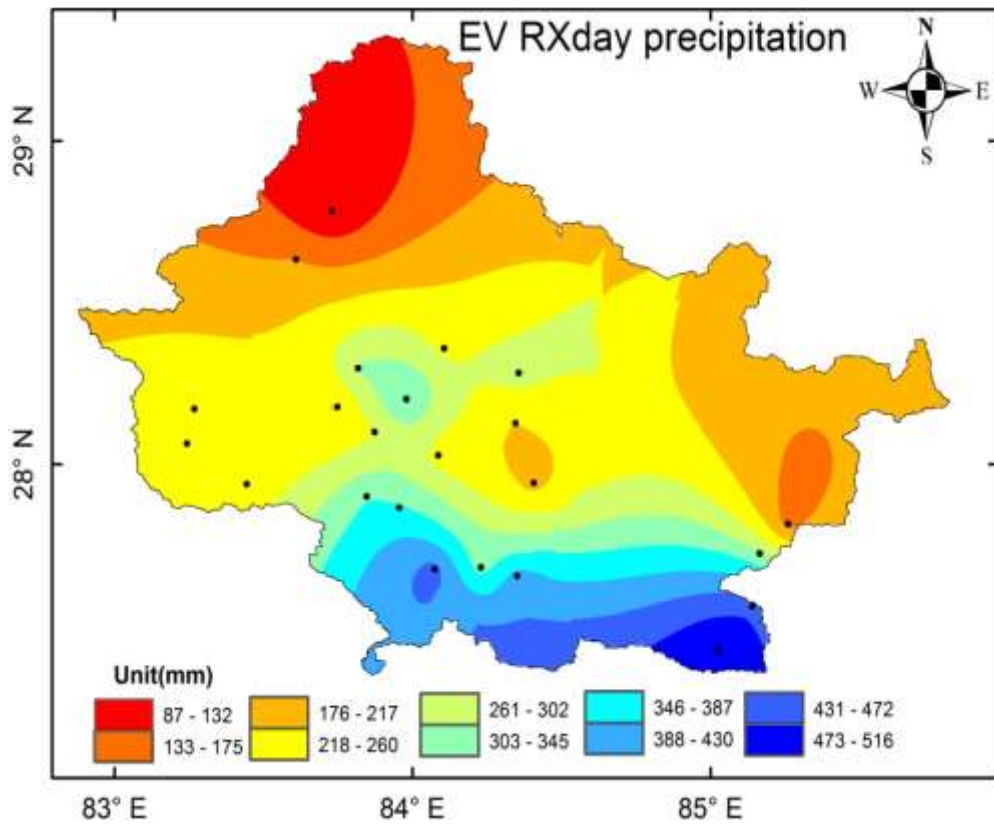 EV RXday precipitation
N
W E
S
29° N
28° N
Unit(mm)
87 - 132 176 - 217 261 - 302 346 - 387 431 - 472
133 - 175 218 - 260 303 - 345 388 - 430 473 - 516
83° E 84° E 85° E